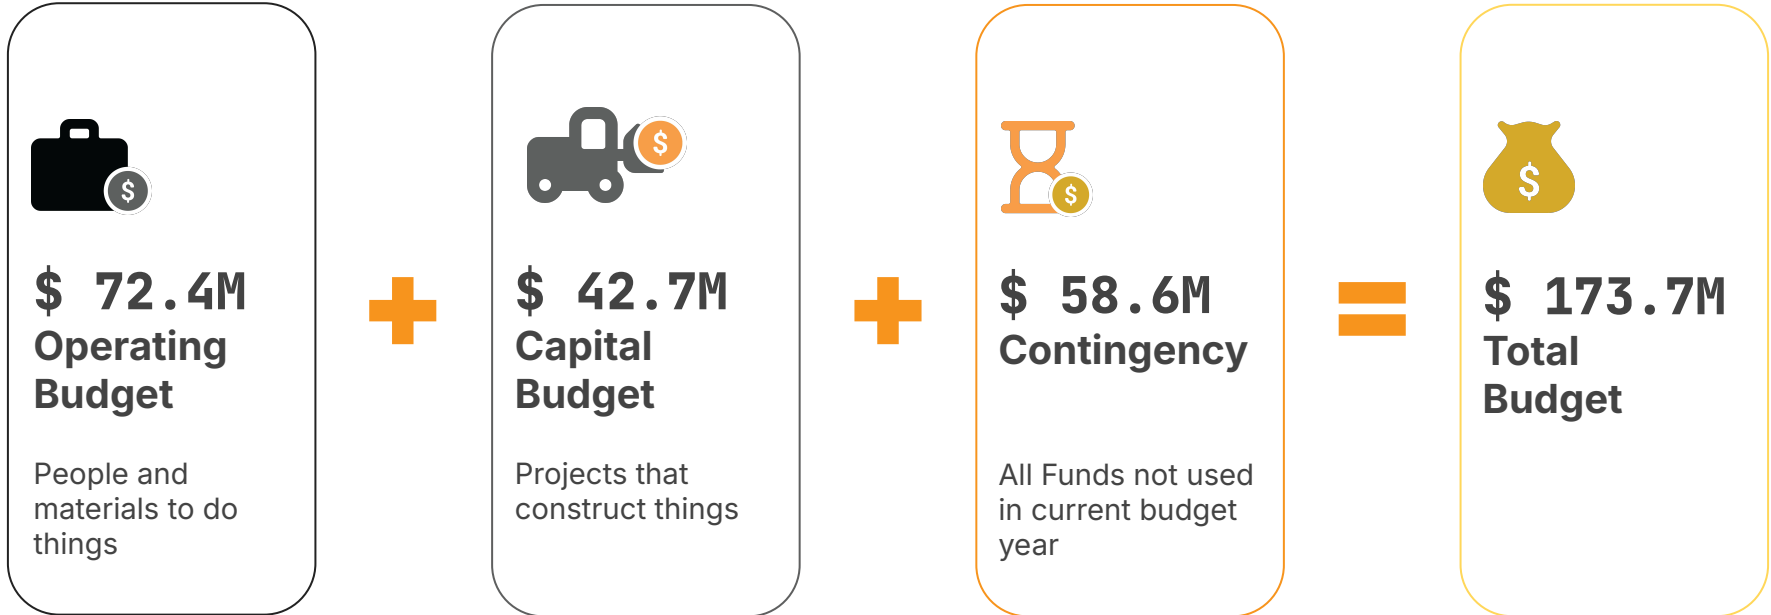 $
$
$
$
$ 72.4M
Operating
Budget
People and
materials to do
things
+
$ 42.7M
Capital
Budget
Projects that
construct things
+
$ 58.6M
Contingency
All Funds not used
in current budget
year
=
$ 173.7M
Total
Budget